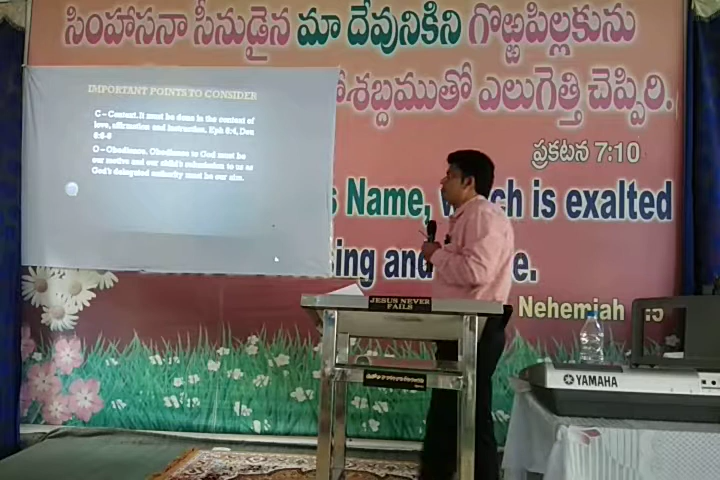 సింహాసనా సీనుడైన మా దేవునికిని గొఱ్ఱపిల్లకును
హాశబ్దముతో ఎలుగెత్తి చెప్పిరి.
ప్రకటన 7:10
IMPORTANT POINTS TO CONSIDER
C – Context. It must be done in the context of
love, affirmation and instruction. Eph 6:4, Deu
6:6-9
O – Obedience. Obedience to God must be
our motive and our child's submission to us as
God's delegated authority must be our aim.
s Name, which is exalted
sing and
Nehemiah
JESUS NEVER
FAILS
YAMAHA